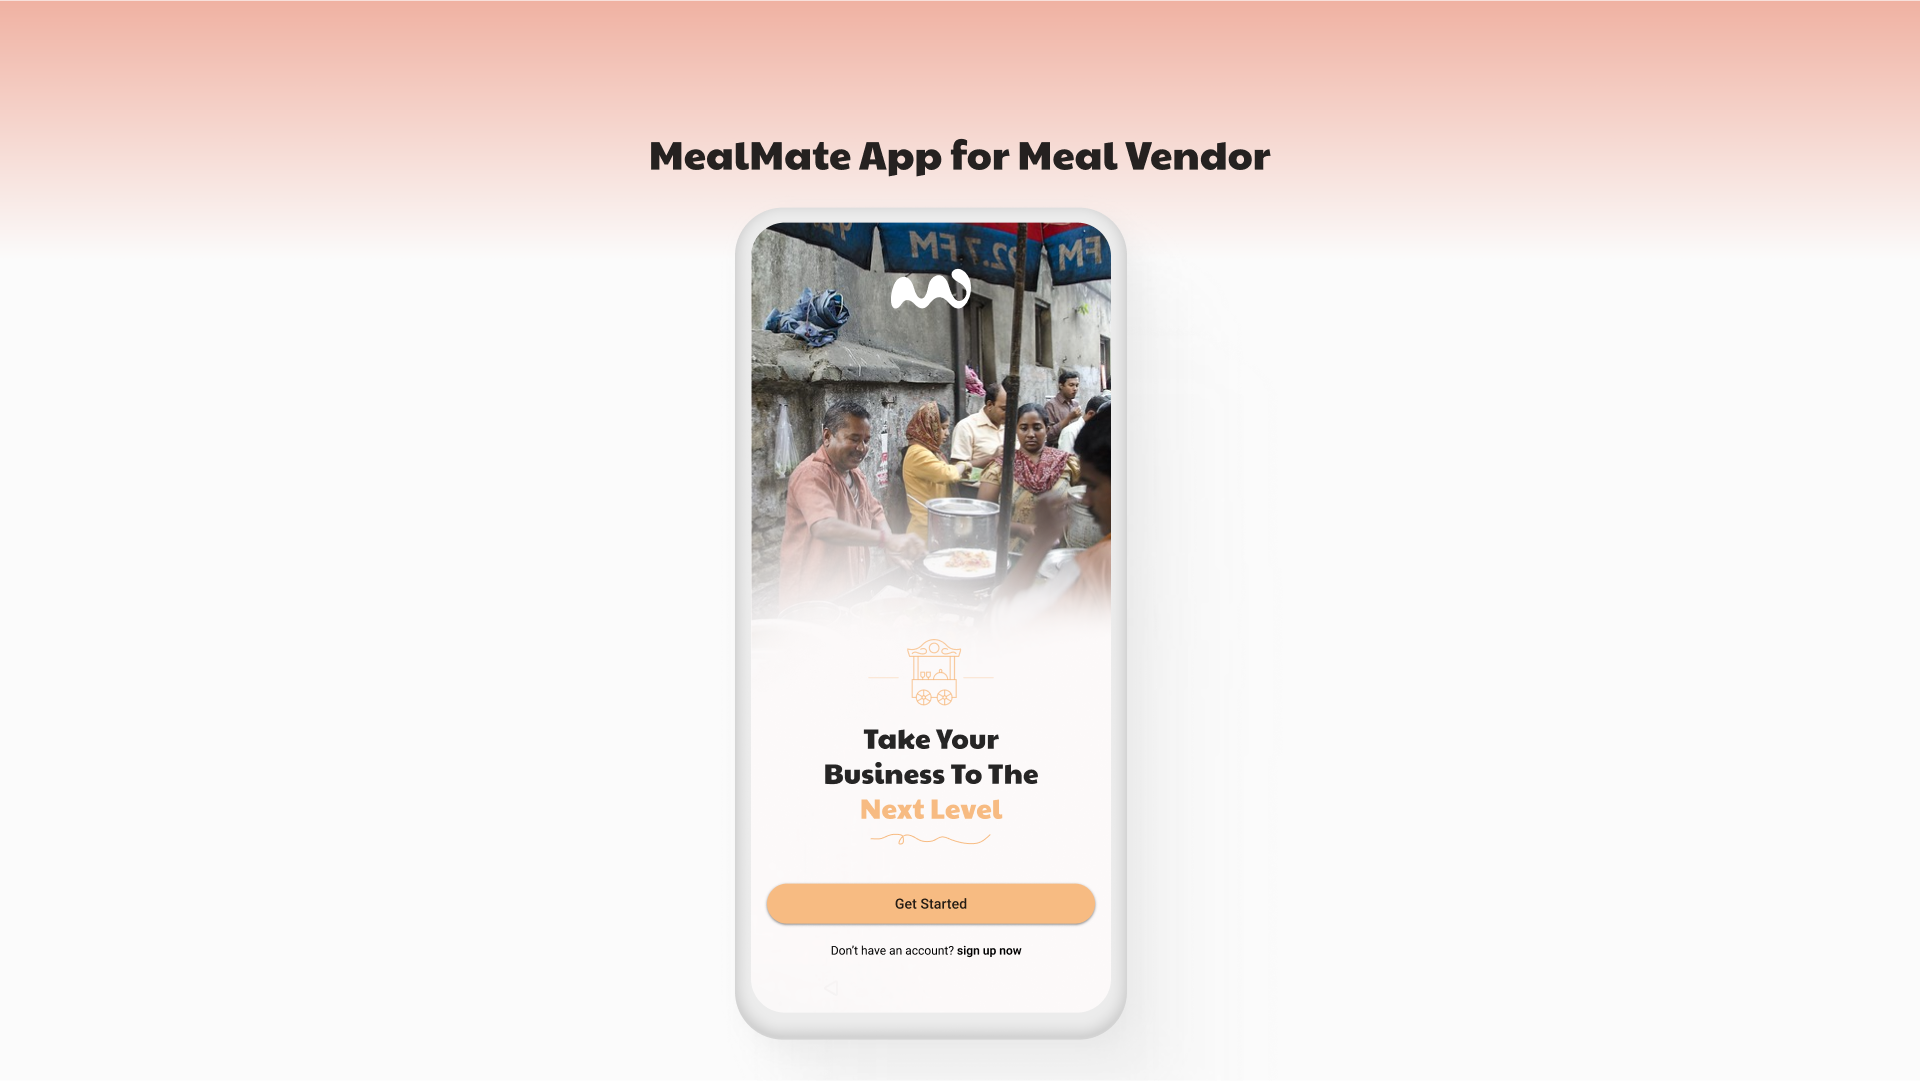 MealMate App for Meal Vendor
92.7 FM
FM
Take Your
Business To The
Next Level
Get Started
Don't have an account? sign up now